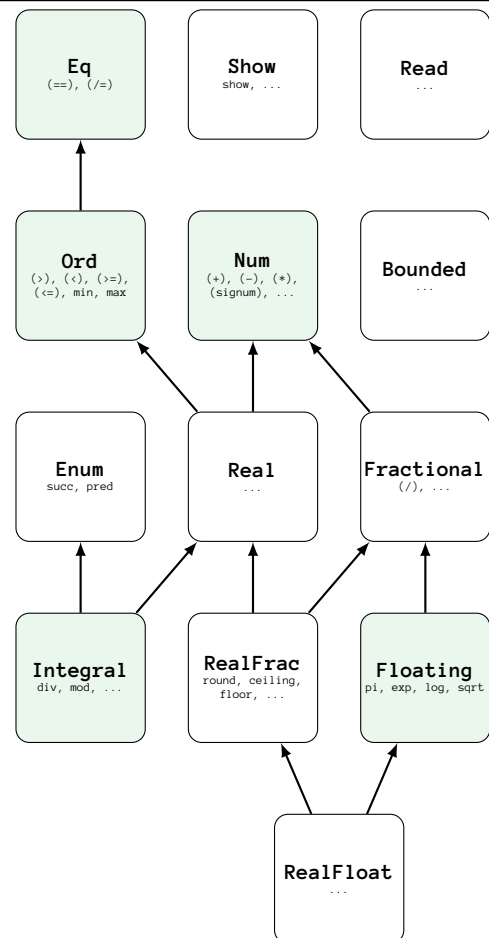 Eq
(==), (/=)
Show
show, ...
Read
...
Ord
(>), (<), (>=),
(<=), min, max
Num
(+), (-), (*),
(signum), ...
Bounded
...
Enum
succ, pred
Real
...
Fractional
(/), ...
Integral
div, mod, ...
RealFrac
round, ceiling,
floor, ...
Floating
pi, exp, log, sqrt
RealFloat
...